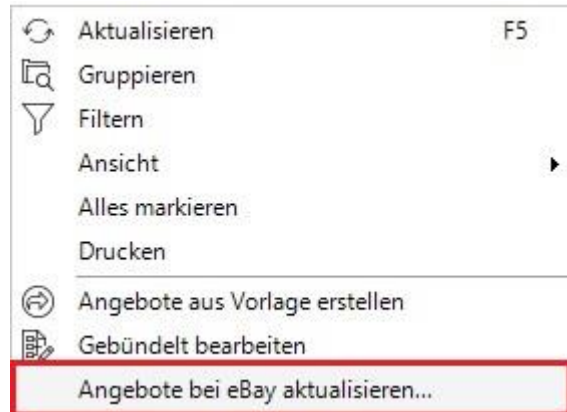 Aktualisieren F5
Gruppieren
Filtern
Ansicht
Alles markieren
Drucken
Angebote aus Vorlage erstellen
Gebündelt bearbeiten
Angebote bei eBay aktualisieren...